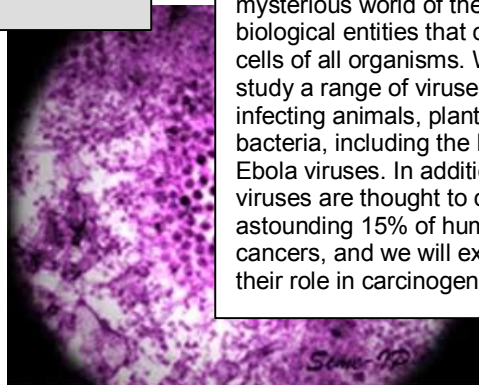 mysterious world of the
biological entities that
cells of all organisms.
study a range of viruse
infecting animals, plant
bacteria, including the
Ebola viruses. In additi
viruses are thought to
astounding 15% of hum
cancers, and we will ex
their role in carcinogen